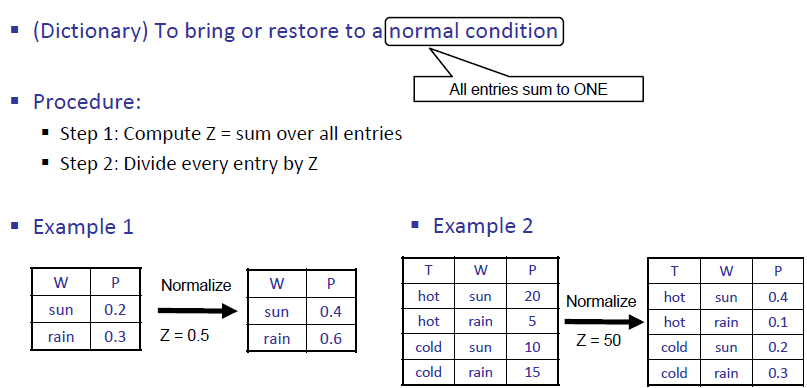 (Dictionary) To bring or restore to a normal condition
All entries sum to ONE
Procedure:
Step 1: Compute Z = sum over all entries
Step 2: Divide every entry by Z
Example 1
W P
sun 0.2
rain 0.3
Normalize
Z = 0.5
W P
sun 0.4
rain 0.6
Example 2
T W P
hot sun 20
hot rain 5
cold sun 10
cold rain 15
Normalize
Z = 50
T W P
hot sun 0.4
hot rain 0.1
cold sun 0.2
cold rain 0.3